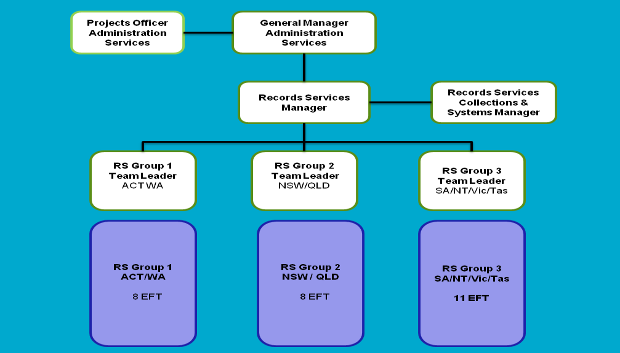 Projects Officer
Administration
Services
General Manager
Administration
Services
Records Services
Manager
Records Services
Collections &
Systems Manager
RS Group 1
Team Leader
ACT WA
RS Group 2
Team Leader
NSW/QLD
RS Group 3
Team Leader
SA/NT/Vic/Tas
RS Group 1
ACT/WA
8 EFT
RS Group 2
NSW / QLD
8 EFT
RS Group 3
SA/NT/Vic/Tas
11 EFT